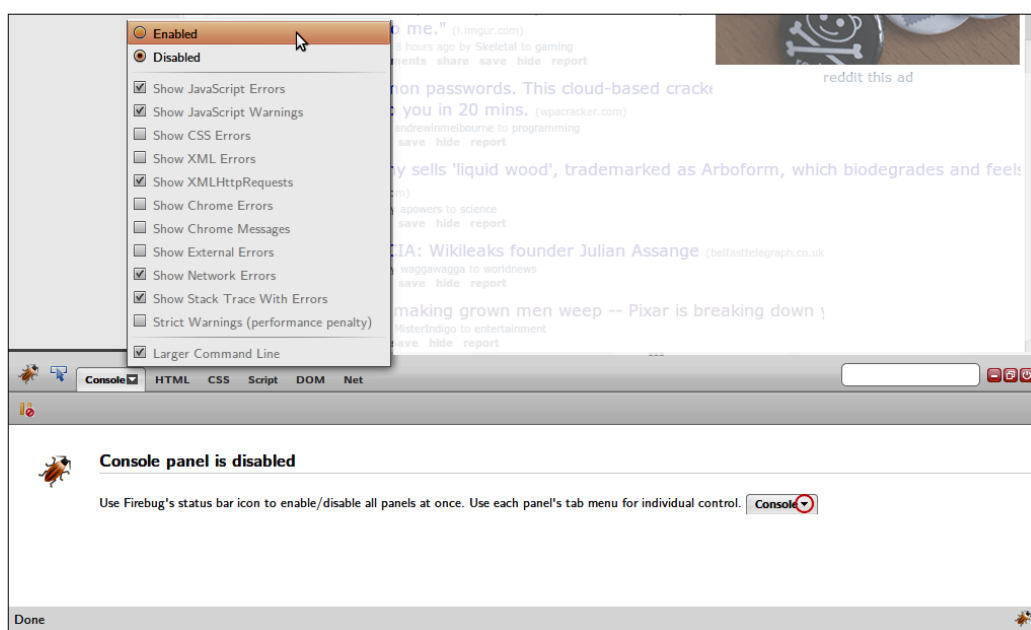 Enabled
Disabled
Show JavaScript Errors
Show JavaScript Warnings
Show CSS Errors
Show XML Errors
Show XMLHttpRequests
Show Chrome Errors
Show Chrome Messages
Show External Errors
Show Network Errors
Show Stack Trace With Errors
Strict Warnings (performance penalty)
Larger Command Line
me." (i.imgur.com)
hours ago by Skeletal to gaming
share save hide report
reddit this ad
passwords. This cloud-based
you in 20 mins. (wpacracker.com)
andrewinmelbourne to programming
save hide report
sells 'liquid wood', trademarked as Arboform, which biodegrades and feels
apowers to science
save hide report
CIA: Wikileaks founder Julian Assange (belfasttelegraph.co.uk
waggawagga to worldnews
save hide report
making grown men weep -- Pixar is breaking down
MisterIndigo to entertainment
save hide report
Console HTML CSS Script DOM Net
Console panel is disabled
Use Firebug's status bar icon to enable/disable all panels at once. Use each panel's tab menu for individual control. Console
Done